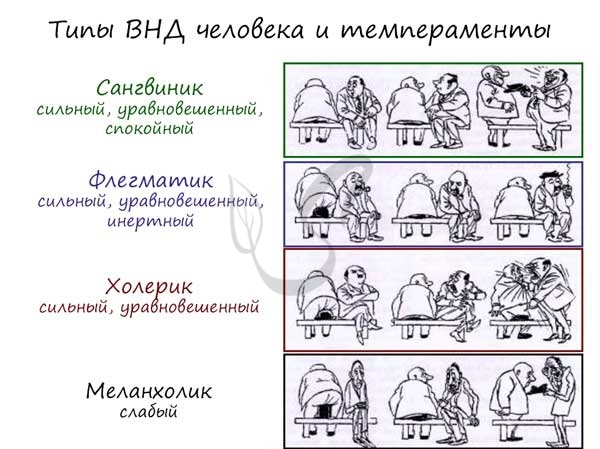 Типы ВНД человека и темпераменты
Сангвиник
сильный, уравновешенный,
спокойный
Флегматик
сильный, уравновешенный,
инертный
Холерик
сильный, уравновешенный
Меланхолик
слабый